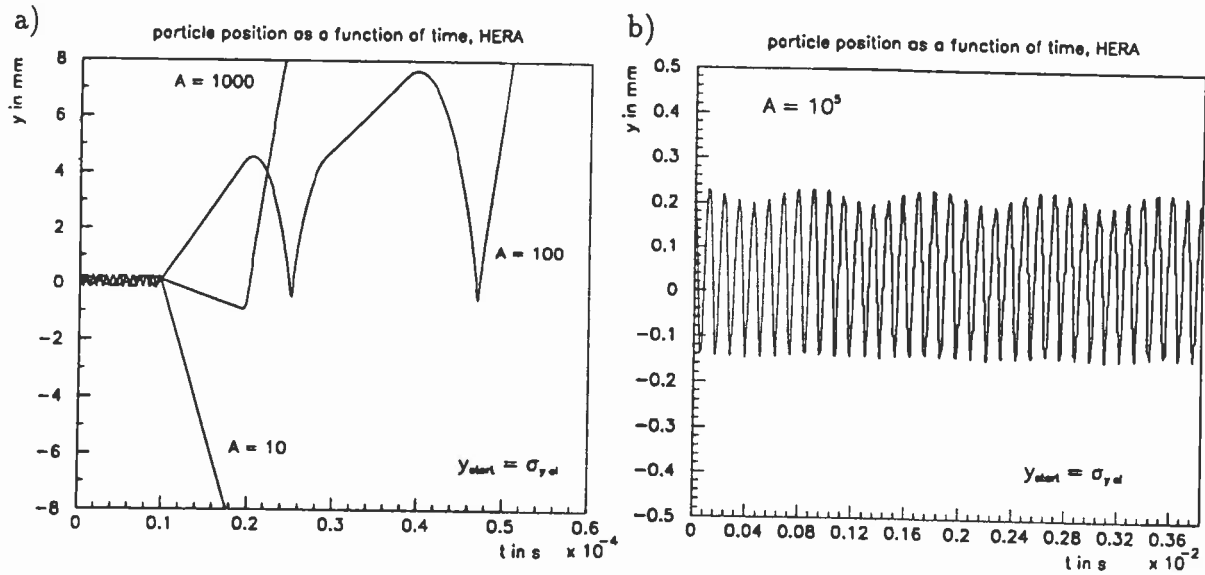 a)
particle position as a function of time, HERA
y in mm
8
6
4
2
0
−2
−4
−6
−8
A = 1000
A = 100
A = 10
y_start = σ_y el
0 0.1 0.2 0.3 0.4 0.5 0.6
t in s × 10⁻⁴
b)
particle position as a function of time, HERA
y in mm
0.5
0.4
0.3
0.2
0.1
0
−0.1
−0.2
−0.3
−0.4
−0.5
A = 10⁵
y_start = σ_y el
0 0.04 0.08 0.12 0.16 0.2 0.24 0.28 0.32 0.36
t in s × 10⁻²